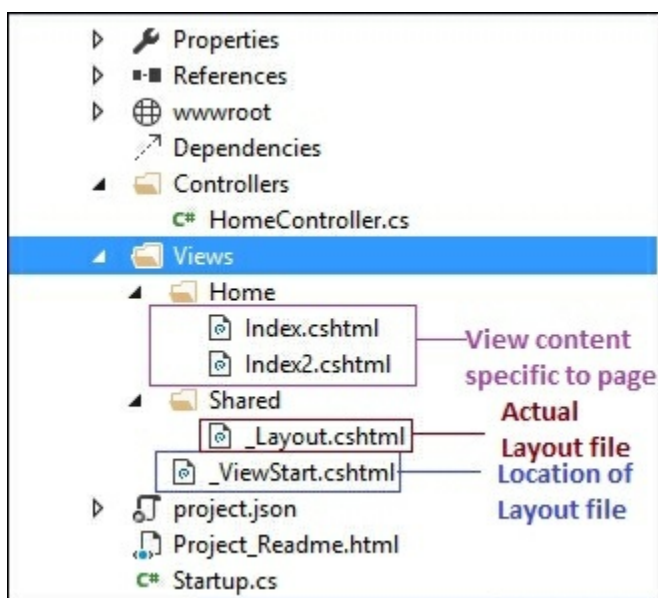 Properties
References
wwwroot
Dependencies
Controllers
C# HomeController.cs
Views
Home
Index.cshtml
Index2.cshtml
View content
specific to page
Shared
_Layout.cshtml
Actual
Layout file
_ViewStart.cshtml
Location of
Layout file
project.json
Project_Readme.html
C# Startup.cs